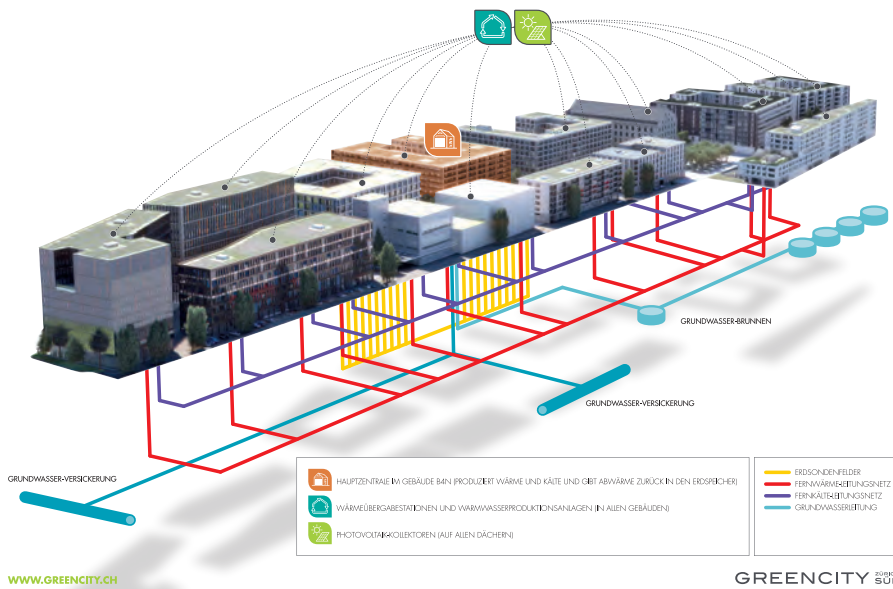 GRUNDWASSER-BRUNNEN
GRUNDWASSER-VERSICKERUNG
GRUNDWASSER-VERSICKERUNG
HAUPTZENTRALE IM GEBÄUDE B4N (PRODUZIERT WÄRME UND KÄLTE UND GIBT ABWÄRME ZURÜCK IN DEN ERDSPEICHER)
WÄRMEÜBERGABESTATIONEN UND WARMWASSERPRODUKTIONSANLAGEN (IN ALLEN GEBÄUDEN)
PHOTOVOLTAIK-KOLLEKTOREN (AUF ALLEN DÄCHERN)
ERDSONDENFELDER
FERNWÄRME-LEITUNGSNETZ
FERNKÄLTE-LEITUNGSNETZ
GRUNDWASSERLEITUNG
WWW.GREENCITY.CH
GREENCITY